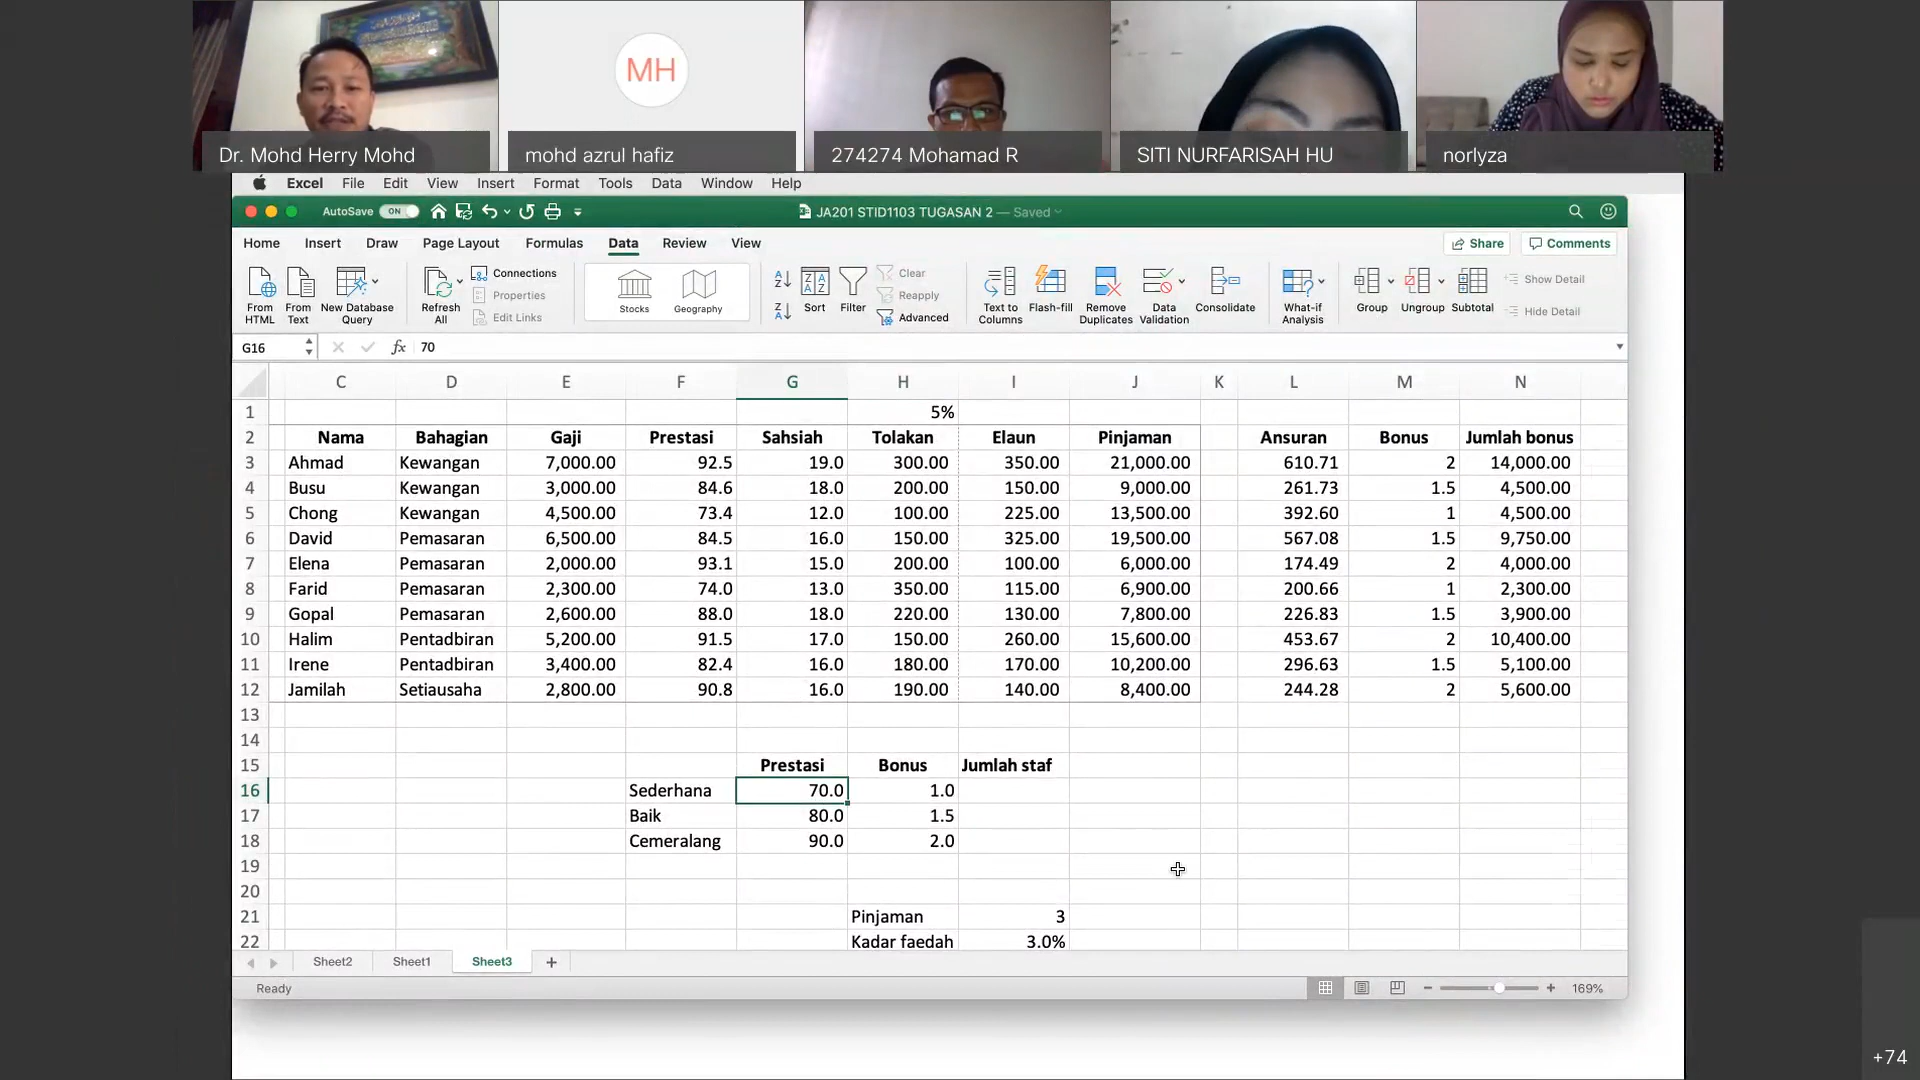 MH
Dr. Mohd Herry Mohd
mohd azrul hafiz
274274 Mohamad R
SITI NURFARISAH HU
norlyza
Excel File Edit View Insert Format Tools Data Window Help
AutoSave ON JA201 STID1103 TUGASAN 2 — Saved
Home Insert Draw Page Layout Formulas Data Review View Share Comments
From HTML
From Text
New Database Query
Refresh All
Connections
Properties
Edit Links
Stocks
Geography
Sort
Filter
Clear
Reapply
Advanced
Text to Columns
Flash-fill
Remove Duplicates
Data Validation
Consolidate
What-if Analysis
Group
Ungroup
Subtotal
Show Detail
Hide Detail
G16 fx 70
C D E F G H I J K L M N
1 5%
2 Nama Bahagian Gaji Prestasi Sahsiah Tolakan Elaun Pinjaman Ansuran Bonus Jumlah bonus
3 Ahmad Kewangan 7,000.00 92.5 19.0 300.00 350.00 21,000.00 610.71 2 14,000.00
4 Busu Kewangan 3,000.00 84.6 18.0 200.00 150.00 9,000.00 261.73 1.5 4,500.00
5 Chong Kewangan 4,500.00 73.4 12.0 100.00 225.00 13,500.00 392.60 1 4,500.00
6 David Pemasaran 6,500.00 84.5 16.0 150.00 325.00 19,500.00 567.08 1.5 9,750.00
7 Elena Pemasaran 2,000.00 93.1 15.0 200.00 100.00 6,000.00 174.49 2 4,000.00
8 Farid Pemasaran 2,300.00 74.0 13.0 350.00 115.00 6,900.00 200.66 1 2,300.00
9 Gopal Pemasaran 2,600.00 88.0 18.0 220.00 130.00 7,800.00 226.83 1.5 3,900.00
10 Halim Pentadbiran 5,200.00 91.5 17.0 150.00 260.00 15,600.00 453.67 2 10,400.00
11 Irene Pentadbiran 3,400.00 82.4 16.0 180.00 170.00 10,200.00 296.63 1.5 5,100.00
12 Jamilah Setiausaha 2,800.00 90.8 16.0 190.00 140.00 8,400.00 244.28 2 5,600.00
13
14
15 Prestasi Bonus Jumlah staf
16 Sederhana 70.0 1.0
17 Baik 80.0 1.5
18 Cemeralang 90.0 2.0
19
20
21 Pinjaman 3
22 Kadar faedah 3.0%
Sheet2 Sheet1 Sheet3 +
Ready 169%
+74